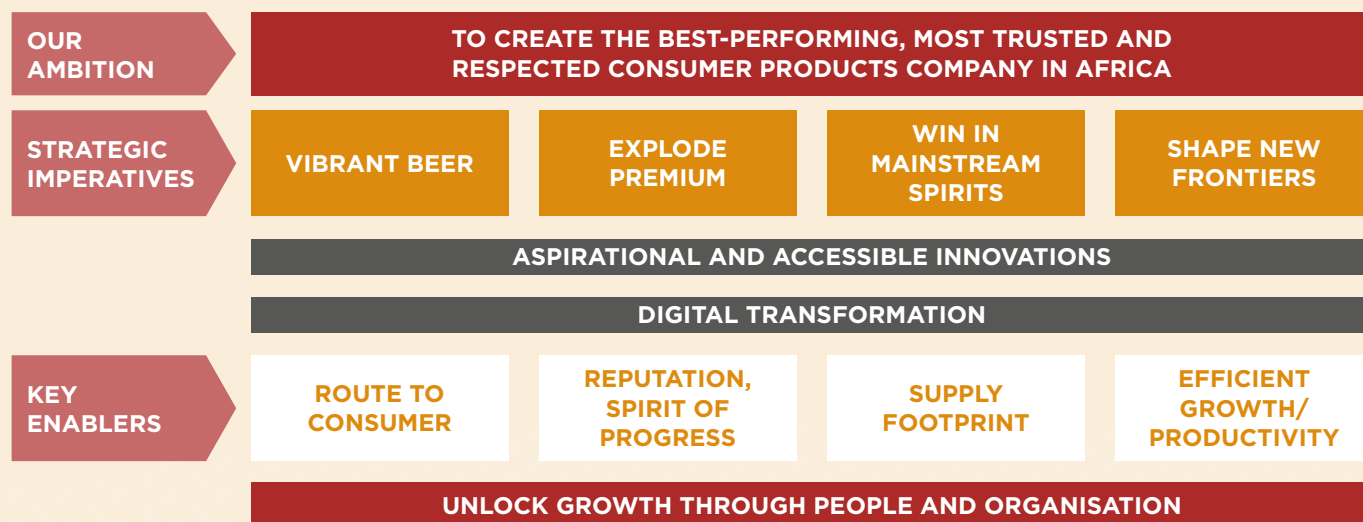 OUR
AMBITION
TO CREATE THE BEST-PERFORMING, MOST TRUSTED AND
RESPECTED CONSUMER PRODUCTS COMPANY IN AFRICA
STRATEGIC
IMPERATIVES
VIBRANT BEER
EXPLODE
PREMIUM
WIN IN
MAINSTREAM
SPIRITS
SHAPE NEW
FRONTIERS
ASPIRATIONAL AND ACCESSIBLE INNOVATIONS
DIGITAL TRANSFORMATION
KEY
ENABLERS
ROUTE TO
CONSUMER
REPUTATION,
SPIRIT OF
PROGRESS
SUPPLY
FOOTPRINT
EFFICIENT
GROWTH/
PRODUCTIVITY
UNLOCK GROWTH THROUGH PEOPLE AND ORGANISATION